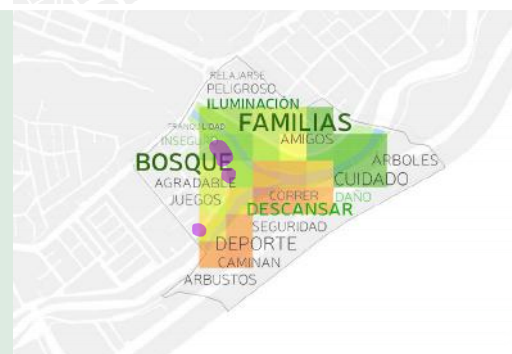 RELAJARSE
PELIGROSO
ILUMINACIÓN
FAMILIAS
TRANQUILIDAD
INSEGURO
AMIGOS
BOSQUE
ARBOLES
AGRADABLE
CUIDADO
JUEGOS
CORRER
DAÑO
DESCANSAR
SEGURIDAD
DEPORTE
CAMINAN
ARBUSTOS